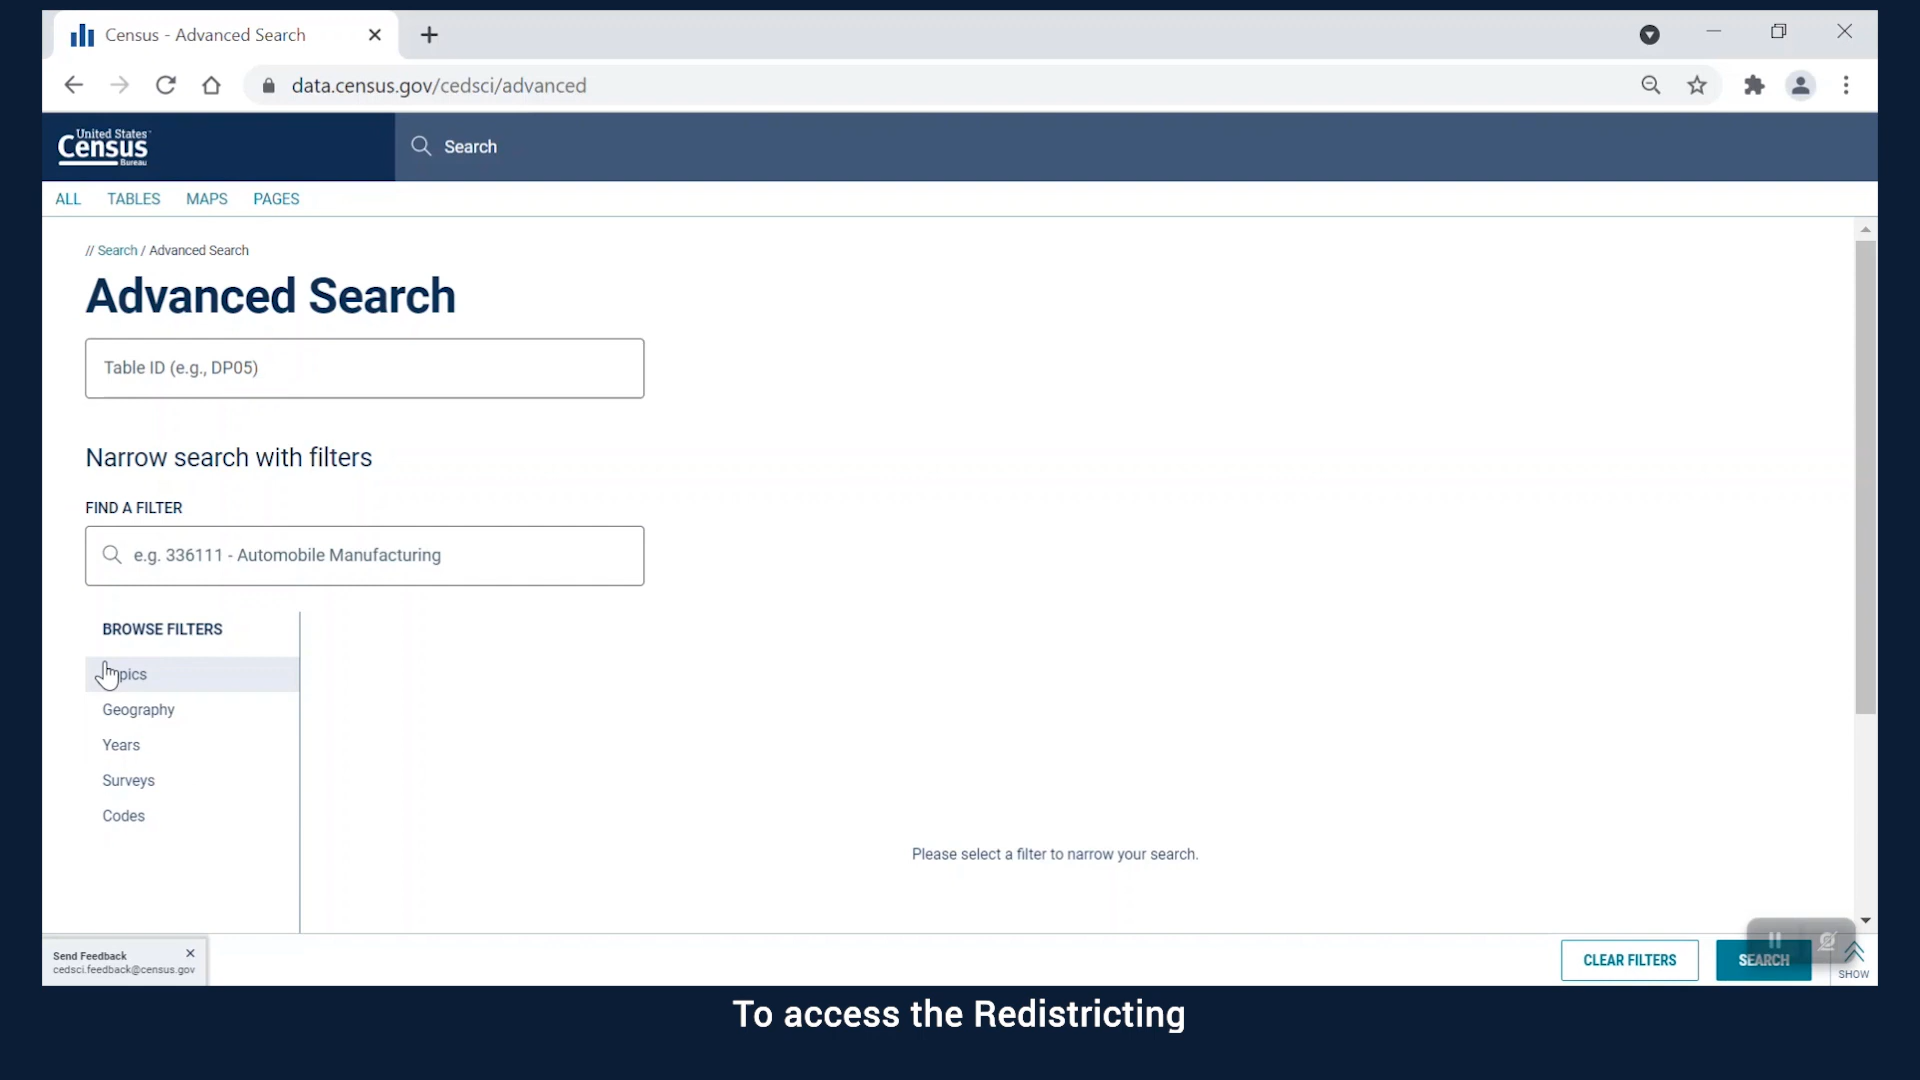 Census - Advanced Search
data.census.gov/cedsci/advanced
United States
Census
Bureau
Search
ALL TABLES MAPS PAGES
// Search / Advanced Search
Advanced Search
Table ID (e.g., DP05)
Narrow search with filters
FIND A FILTER
e.g. 336111 - Automobile Manufacturing
BROWSE FILTERS
pics
Geography
Years
Surveys
Codes
Please select a filter to narrow your search.
Send Feedback
cedsci.feedback@census.gov
CLEAR FILTERS
SEARCH
SHOW
To access the Redistricting